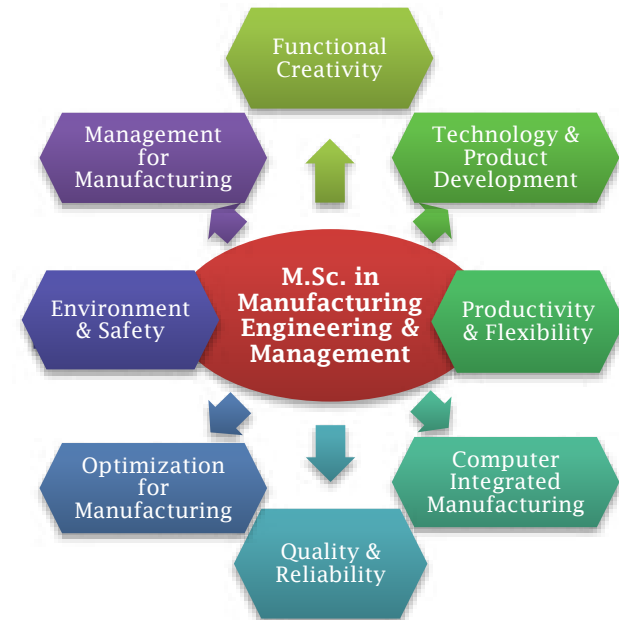 Functional
Creativity
Management
for
Manufacturing
Technology &
Product
Development
Environment
& Safety
M.Sc. in
Manufacturing
Engineering &
Management
Productivity
& Flexibility
Optimization
for
Manufacturing
Computer
Integrated
Manufacturing
Quality &
Reliability